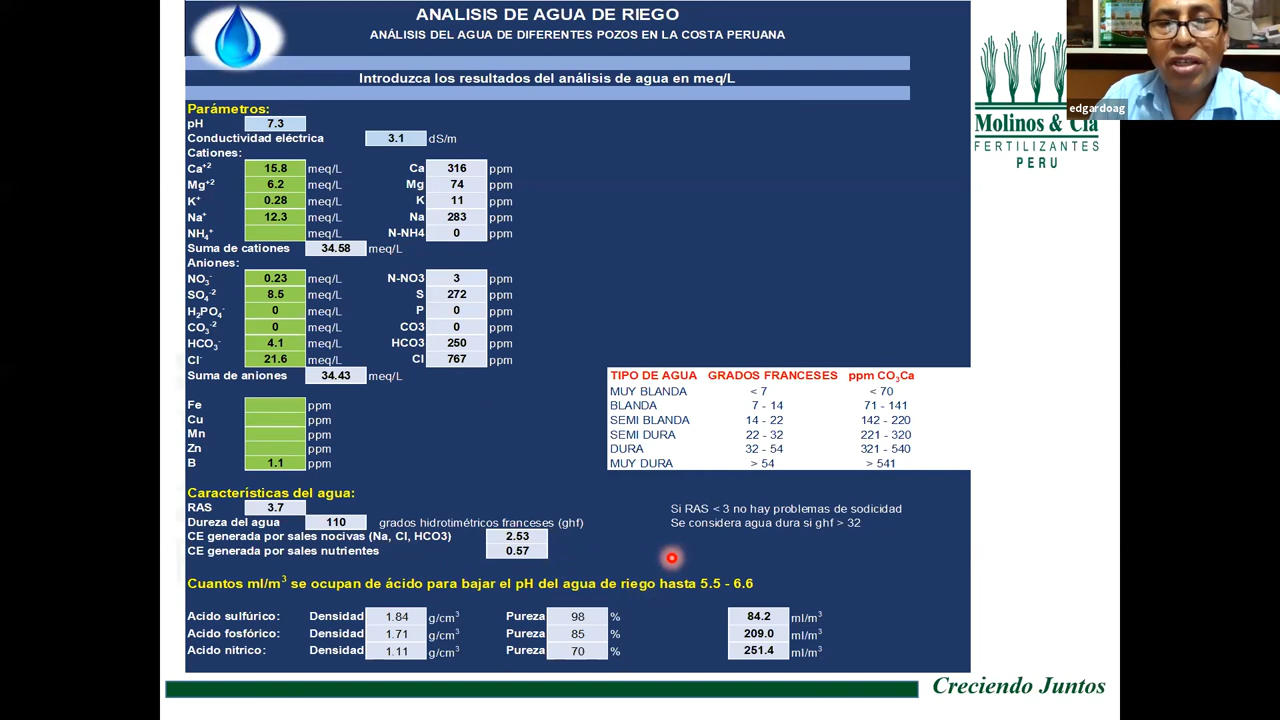 ANALISIS DE AGUA DE RIEGO
ANÁLISIS DEL AGUA DE DIFERENTES POZOS EN LA COSTA PERUANA
Introduzca los resultados del análisis de agua en meq/L
edgardoag
Molinos & Cia
FERTILIZANTES
PERU
Parámetros:
pH 7.3
Conductividad eléctrica 3.1 dS/m
Cationes:
Ca+2 15.8 meq/L Ca 316 ppm
Mg+2 6.2 meq/L Mg 74 ppm
K+ 0.28 meq/L K 11 ppm
Na+ 12.3 meq/L Na 283 ppm
NH4+ meq/L N-NH4 0 ppm
Suma de cationes 34.58 meq/L
Aniones:
NO3- 0.23 meq/L N-NO3 3 ppm
SO4-2 8.5 meq/L S 272 ppm
H2PO4- 0 meq/L P 0 ppm
CO3-2 0 meq/L CO3 0 ppm
HCO3- 4.1 meq/L HCO3 250 ppm
Cl- 21.6 meq/L Cl 767 ppm
Suma de aniones 34.43 meq/L
Fe ppm
Cu ppm
Mn ppm
Zn ppm
B 1.1 ppm
TIPO DE AGUA GRADOS FRANCESES ppm CO3Ca
MUY BLANDA < 7 < 70
BLANDA 7 - 14 71 - 141
SEMI BLANDA 14 - 22 142 - 220
SEMI DURA 22 - 32 221 - 320
DURA 32 - 54 321 - 540
MUY DURA > 54 > 541
Características del agua:
RAS 3.7 Si RAS < 3 no hay problemas de sodicidad
Dureza del agua 110 grados hidrotimétricos franceses (ghf) Se considera agua dura si ghf > 32
CE generada por sales nocivas (Na, Cl, HCO3) 2.53
CE generada por sales nutrientes 0.57
Cuantos ml/m3 se ocupan de ácido para bajar el pH del agua de riego hasta 5.5 - 6.6
Acido sulfúrico: Densidad 1.84 g/cm3 Pureza 98 % 84.2 ml/m3
Acido fosfórico: Densidad 1.71 g/cm3 Pureza 85 % 209.0 ml/m3
Acido nitrico: Densidad 1.11 g/cm3 Pureza 70 % 251.4 ml/m3
Creciendo Juntos